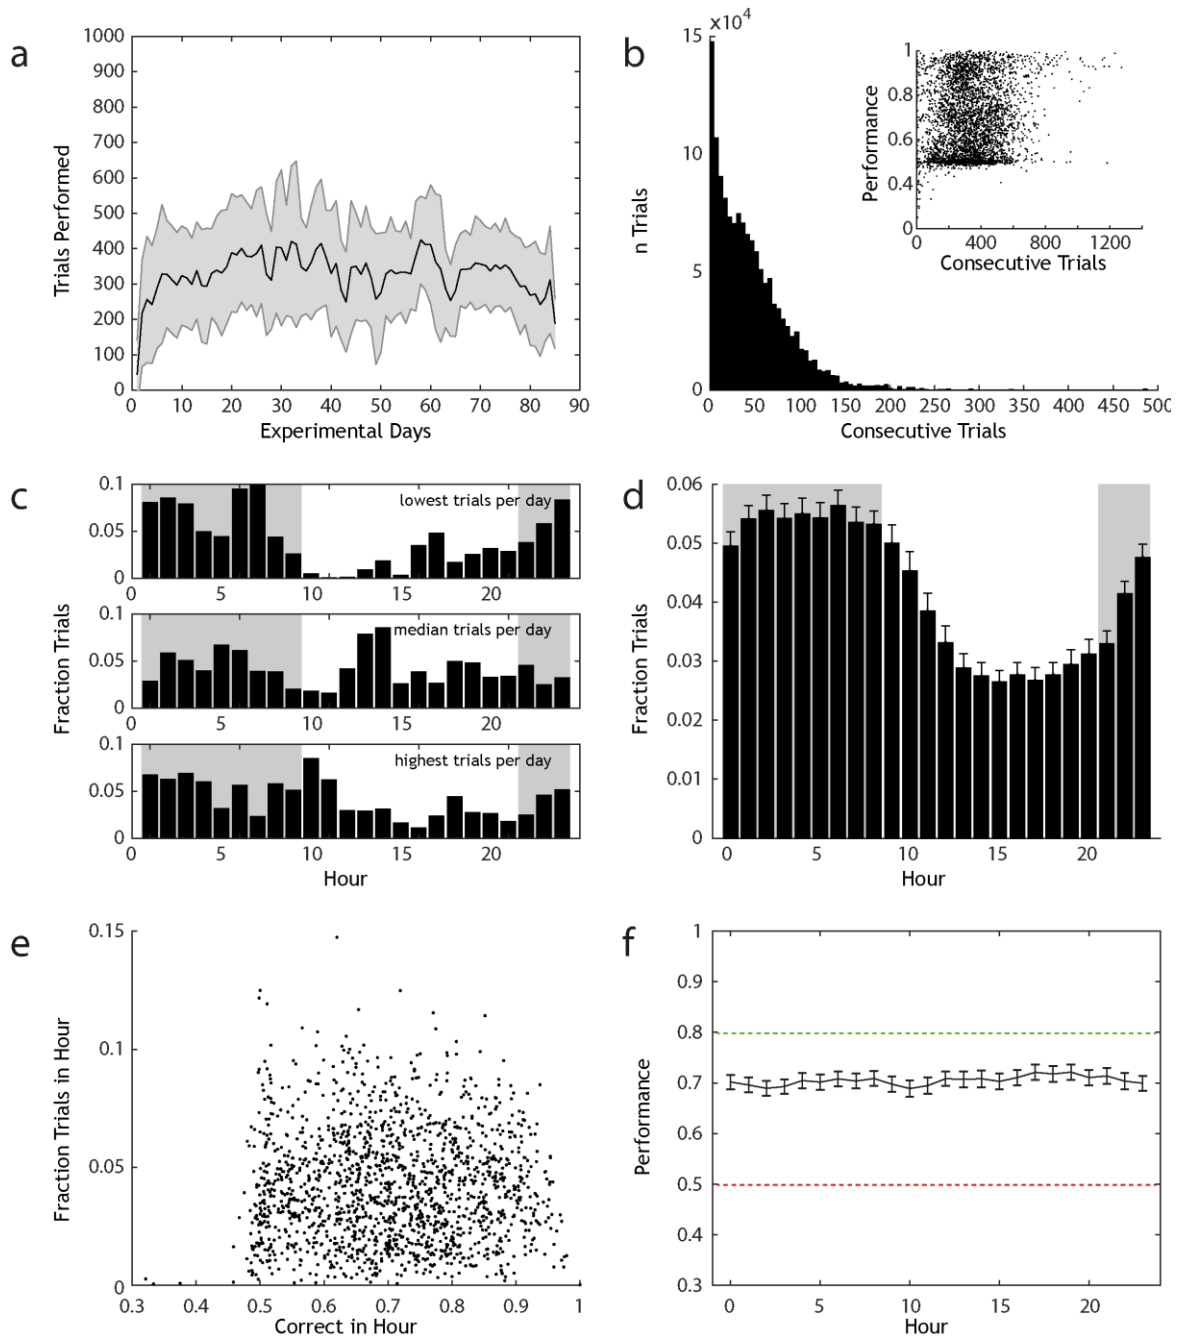 a
1000
900
800
700
600
500
400
300
200
100
0
Trials Performed
0 10 20 30 40 50 60 70 80 90
Experimental Days
b
x10^4
15
10
5
0
n Trials
0 50 100 150 200 250 300 350 400 450 500
Consecutive Trials
1
0.8
0.6
0.4
0
Performance
0 400 800 1200
Consecutive Trials
c
0.1
0.05
0
lowest trials per day
0 5 10 15 20
0.1
0.05
0
median trials per day
0 5 10 15 20
0.1
0.05
0
highest trials per day
0 5 10 15 20
Fraction Trials
Hour
d
0.06
0.05
0.04
0.03
0.02
0.01
0
Fraction Trials
0 5 10 15 20
Hour
e
0.15
0.1
0.05
0
Fraction Trials in Hour
0.3 0.4 0.5 0.6 0.7 0.8 0.9 1
Correct in Hour
f
1
0.9
0.8
0.7
0.6
0.5
0.4
0.3
Performance
0 5 10 15 20
Hour